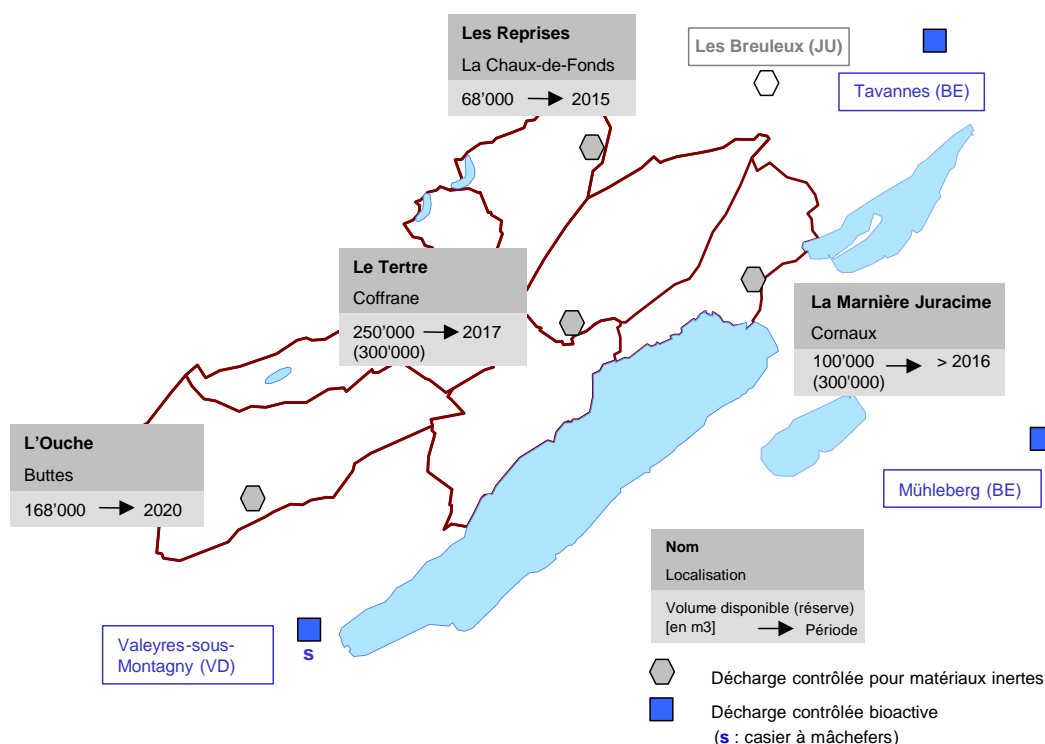 Les Reprises
La Chaux-de-Fonds
68'000 2015
Les Breuleux (JU)
Tavannes (BE)
Le Tertre
Coffrane
250'000 2017
(300'000)
La Marnière Juracime
Cornaux
100'000 > 2016
(300'000)
L'Ouche
Buttes
168'000 2020
Mühleberg (BE)
Valeyres-sous-
Montagny (VD)
s
Nom
Localisation
Volume disponible (réserve)
[en m3] Période
Décharge contrôlée pour matériaux inertes
Décharge contrôlée bioactive
(s : casier à mâchefers)